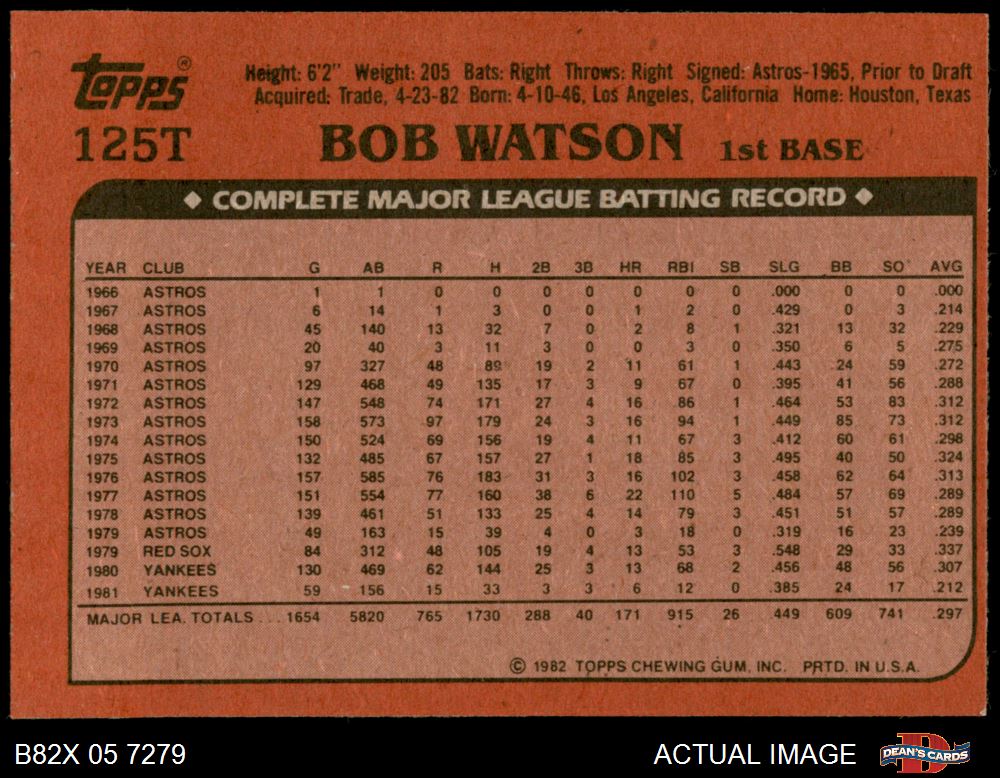 Topps®
Height: 6'2" Weight: 205 Bats: Right Throws: Right Signed: Astros-1965, Prior to Draft
Acquired: Trade, 4-23-82 Born: 4-10-46, Los Angeles, California Home: Houston, Texas
125T BOB WATSON 1st BASE
◆ COMPLETE MAJOR LEAGUE BATTING RECORD ◆
YEAR CLUB G AB R H 2B 3B HR RBI SB SLG BB SO AVG
1966 ASTROS 1 1 0 0 0 0 0 0 0 .000 0 0 .000
1967 ASTROS 6 14 1 3 0 0 1 2 0 .429 0 3 .214
1968 ASTROS 45 140 13 32 7 0 2 8 1 .321 13 32 .229
1969 ASTROS 20 40 3 11 3 0 0 3 0 .350 6 5 .275
1970 ASTROS 97 327 48 89 19 2 11 61 1 .443 24 59 .272
1971 ASTROS 129 468 49 135 17 3 9 67 0 .395 41 56 .288
1972 ASTROS 147 548 74 171 27 4 16 86 1 .464 53 83 .312
1973 ASTROS 158 573 97 179 24 3 16 94 1 .449 85 73 .312
1974 ASTROS 150 524 69 156 19 4 11 67 3 .412 60 61 .298
1975 ASTROS 132 485 67 157 27 1 18 85 3 .495 40 50 .324
1976 ASTROS 157 585 76 183 31 3 16 102 3 .458 62 64 .313
1977 ASTROS 151 554 77 160 38 6 22 110 5 .484 57 69 .289
1978 ASTROS 139 461 51 133 25 4 14 79 3 .451 51 57 .289
1979 ASTROS 49 163 15 39 4 0 3 18 0 .319 16 23 .239
1979 RED SOX 84 312 48 105 19 4 13 53 3 .548 29 33 .337
1980 YANKEES 130 469 62 144 25 3 13 68 2 .456 48 56 .307
1981 YANKEES 59 156 15 33 3 3 6 12 0 .385 24 17 .212
MAJOR LEA. TOTALS ... 1654 5820 765 1730 288 40 171 915 26 .449 609 741 .297
© 1982 TOPPS CHEWING GUM, INC. PRTD. IN U.S.A.
B82X 05 7279 ACTUAL IMAGE DEAN'S CARDS